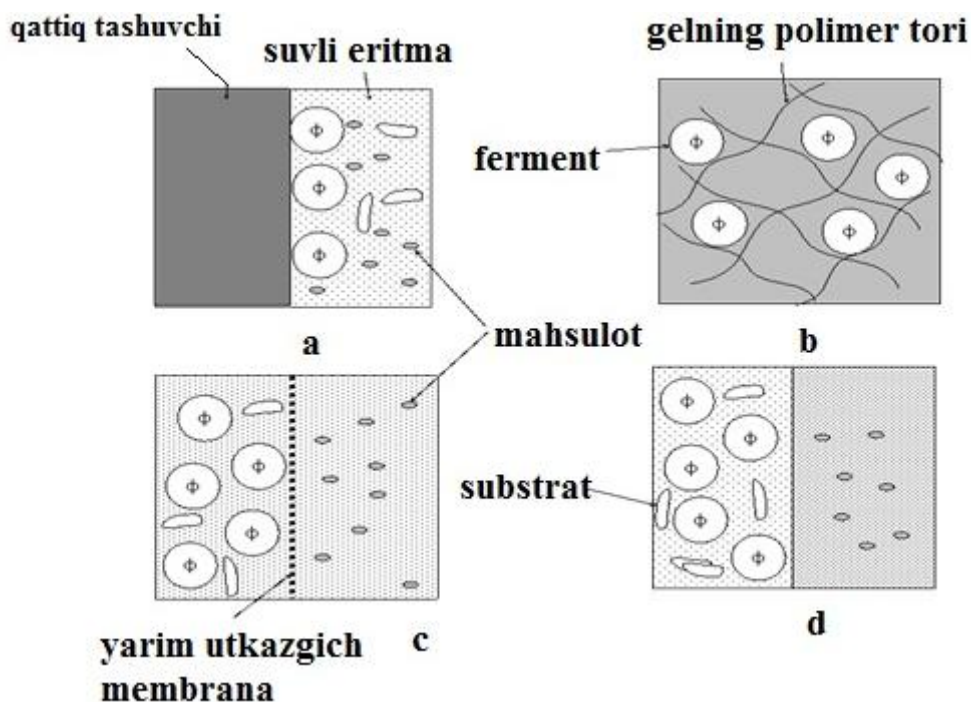 qattiq tashuvchi
suvli eritma
gelning polimer tori
ferment
Ф
Ф
Ф
Ф
Ф
Ф
Ф
Ф
a
mahsulot
b
Ф
Ф
Ф
Ф
Ф
Ф
Ф
Ф
Ф
Ф
substrat
yarim utkazgich
membrana
c
d